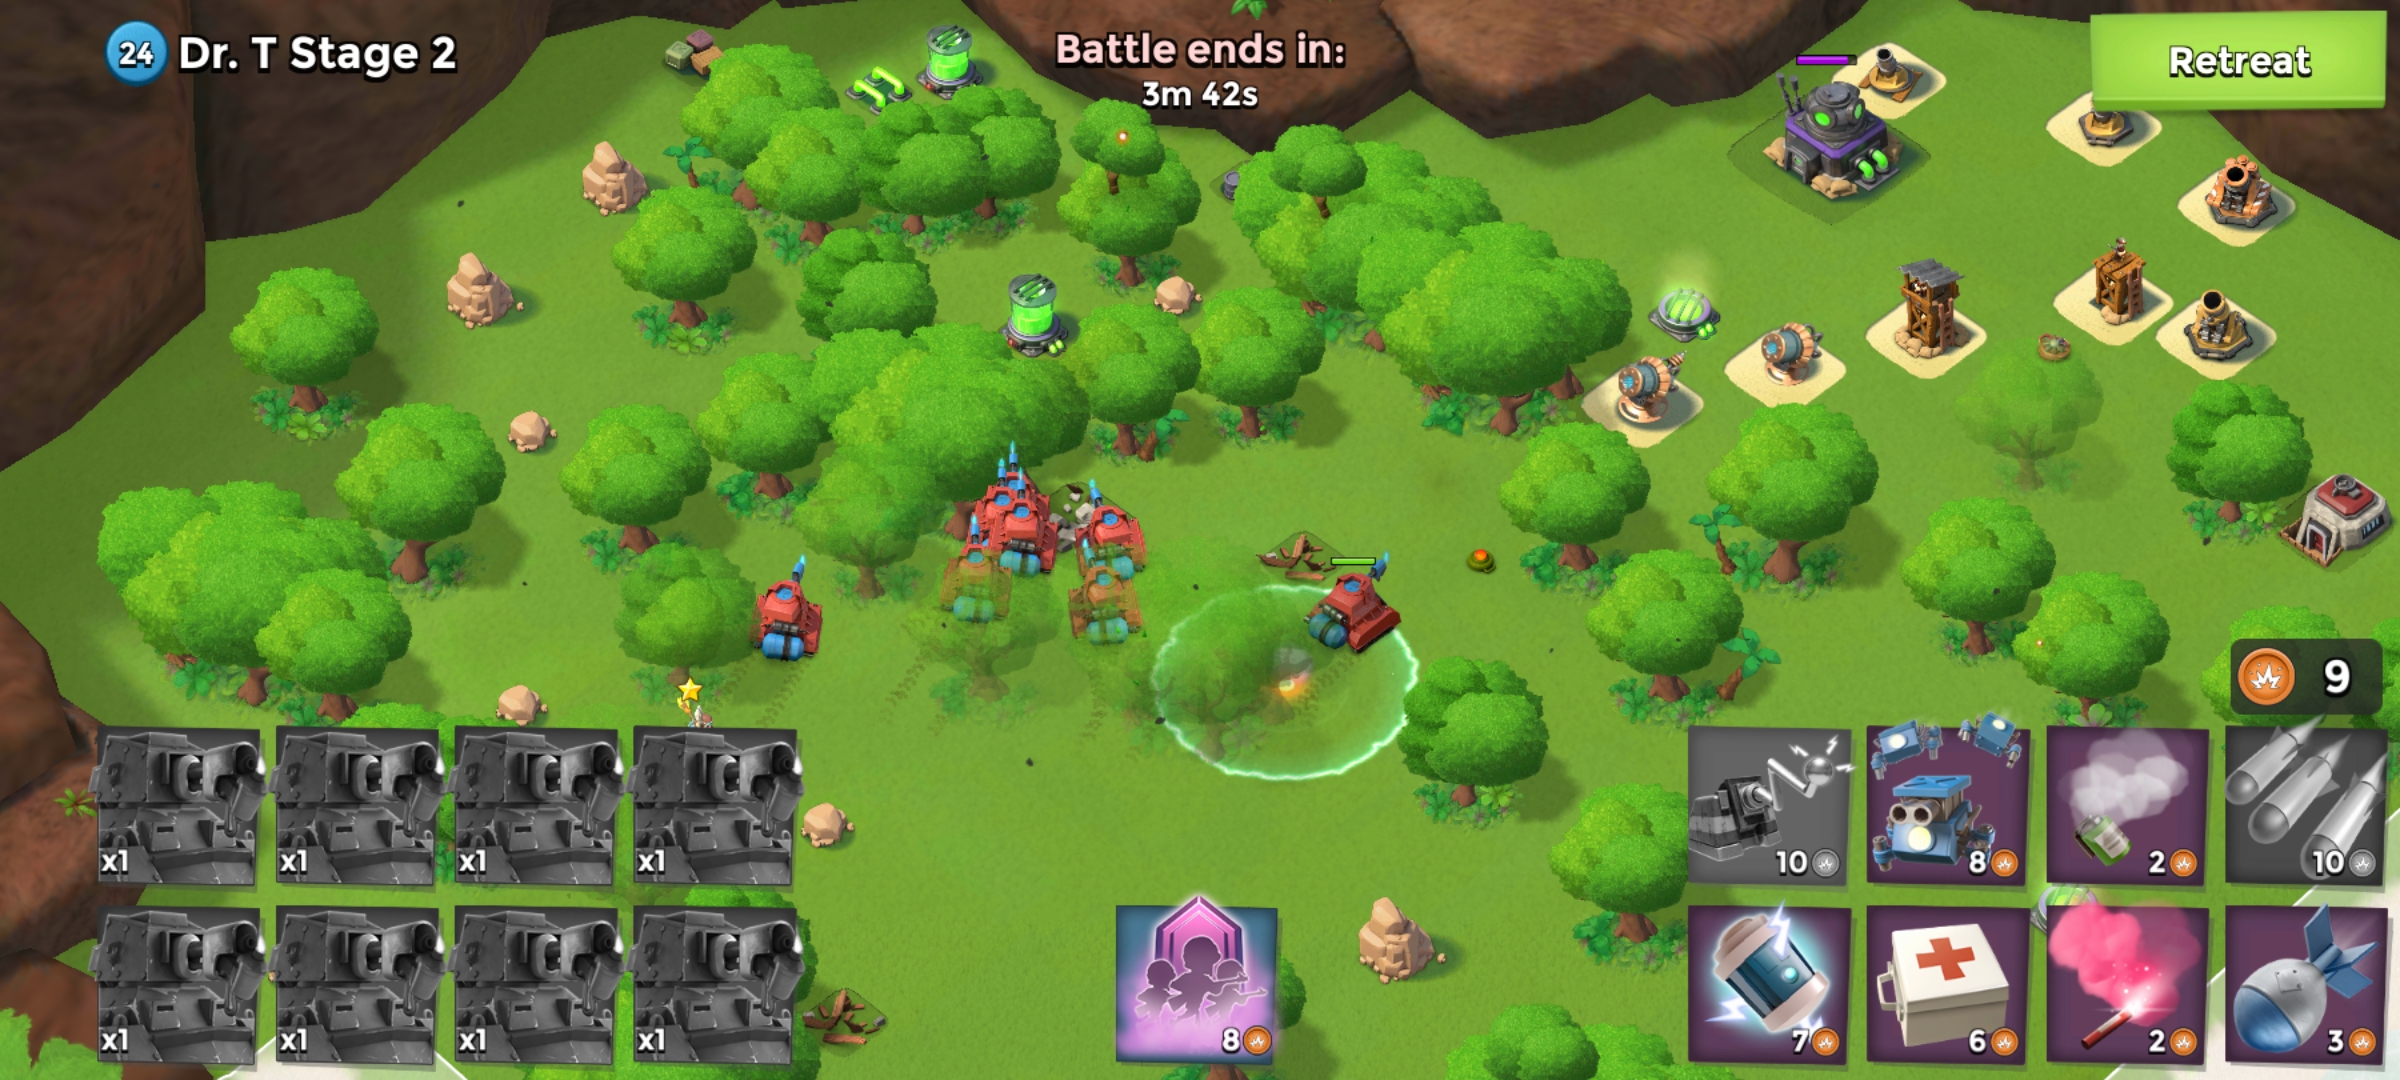 24 Dr. T Stage 2
Battle ends in:
3m 42s
Retreat
9
x1 x1 x1 x1
10 8 2 10
x1 x1 x1 x1
8
7 6 2 3